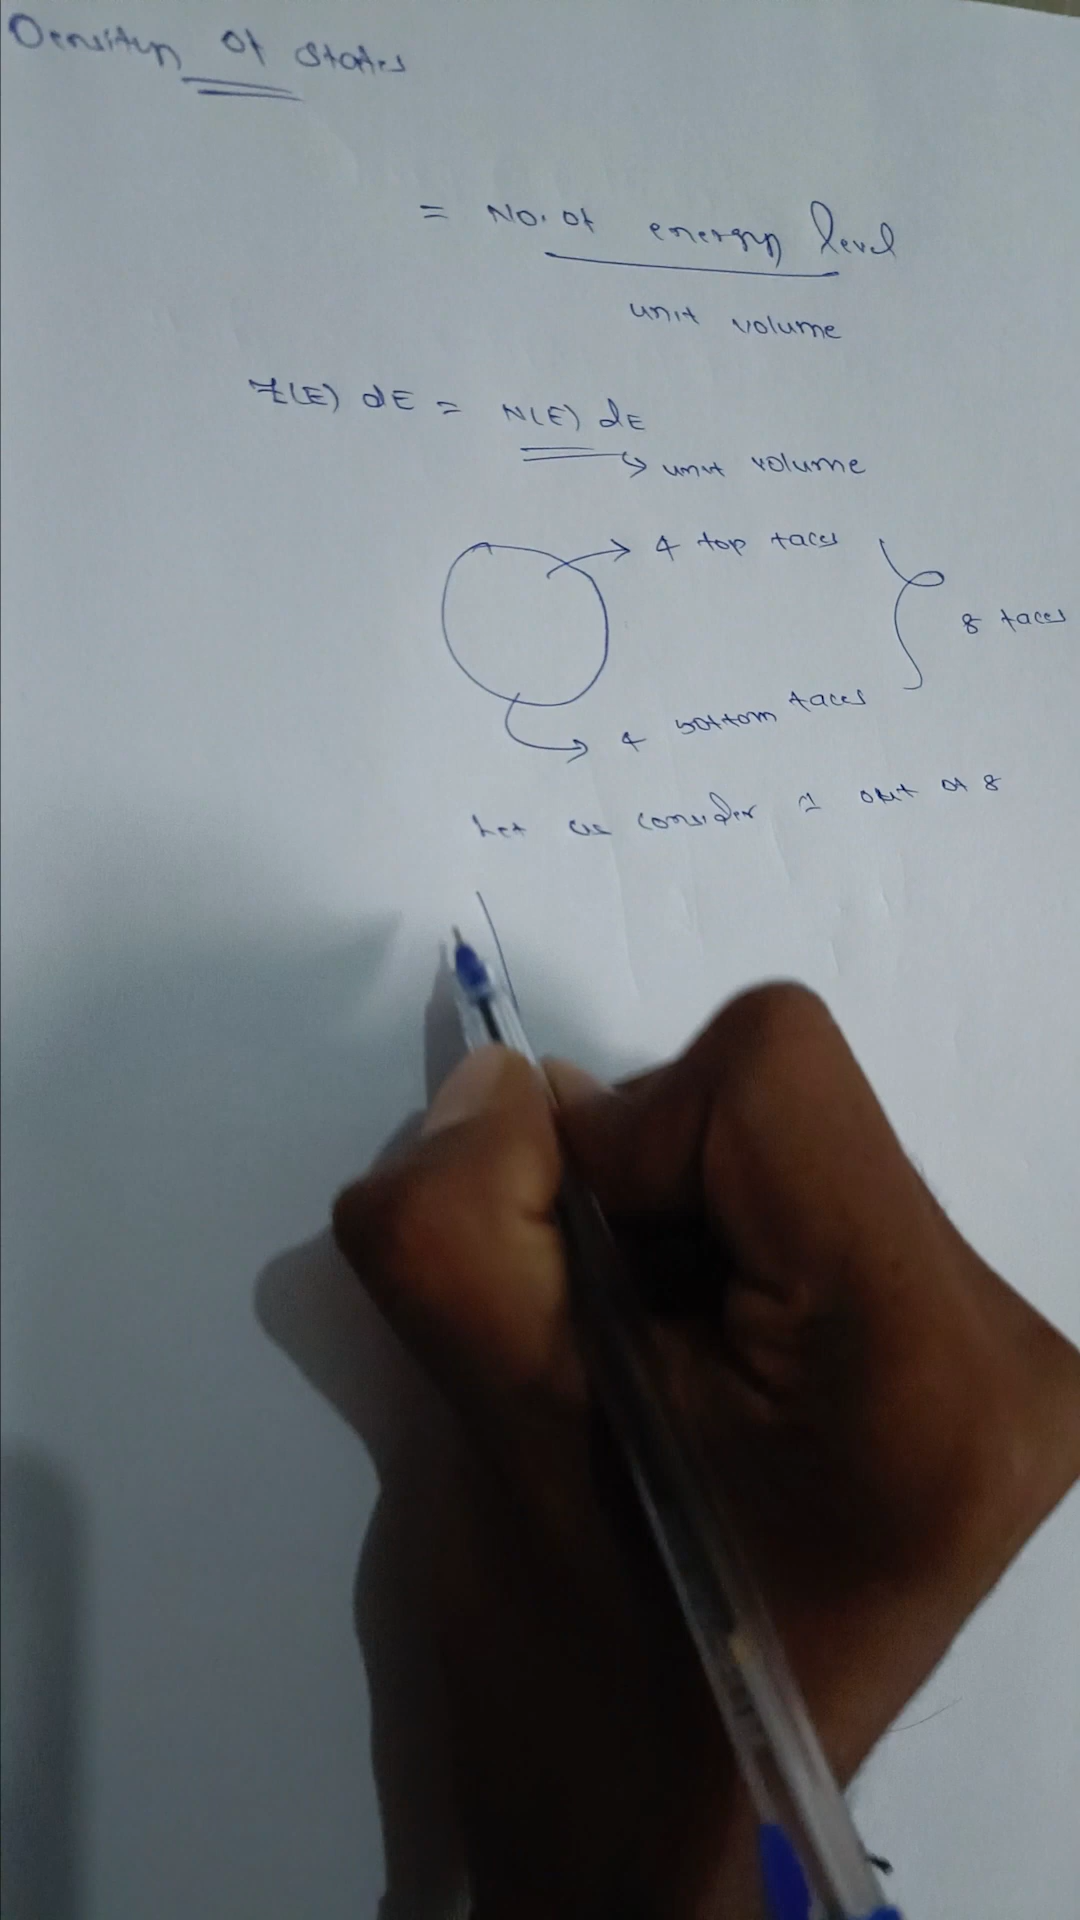 Density of states
= No. of energy level
unit volume
Z(E) dE = N(E) dE
unit volume
4 top faces
8 faces
4 bottom faces
Let us consider 1 out of 8